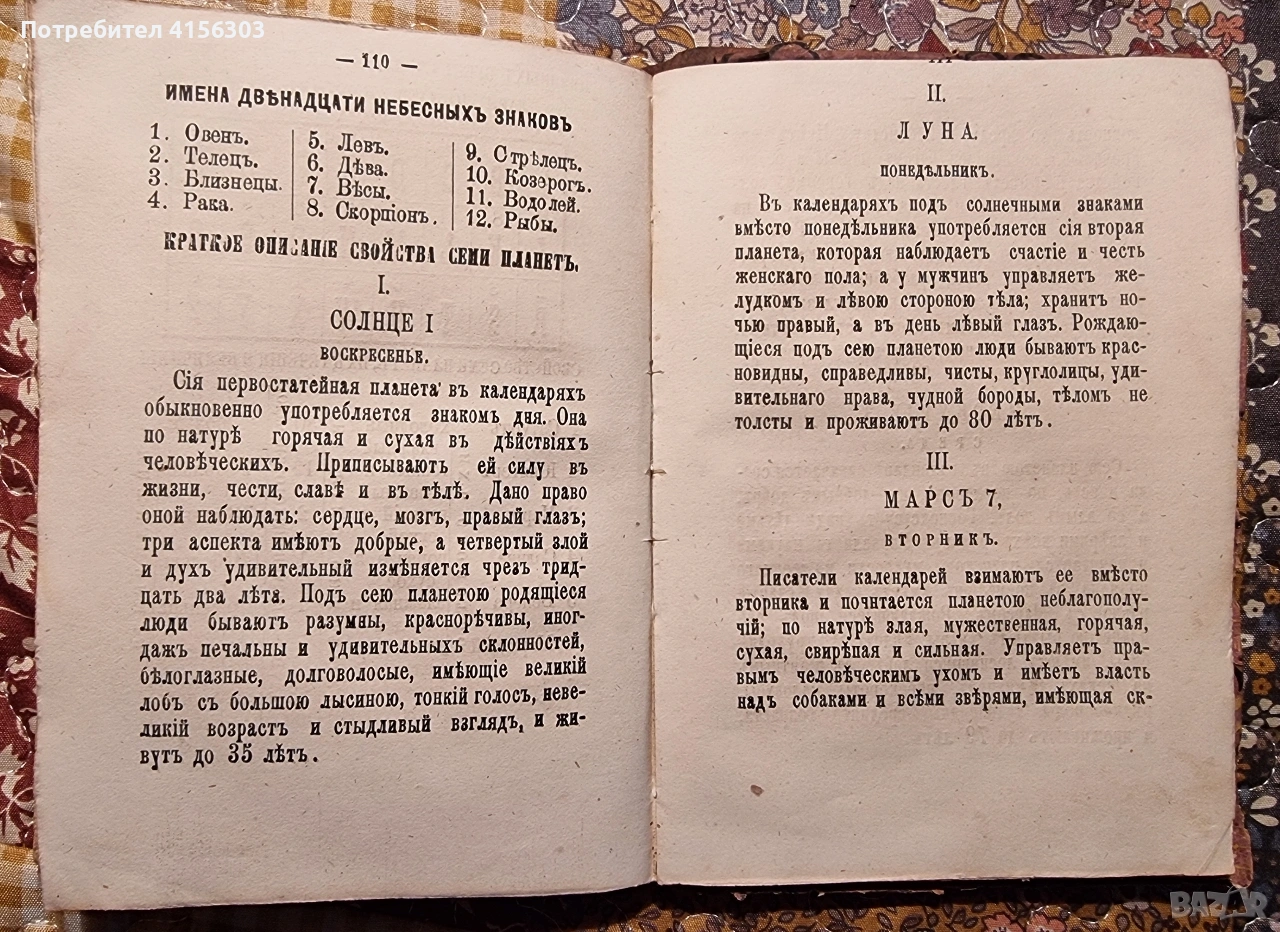 Потребител 4156303
— 110 —
ИМЕНА ДВѢНАДЦАТИ НЕБЕСНЫХЪ ЗНАКОВЪ
1. Овенъ.
2. Телецъ.
3. Близнецы.
4. Рака.
5. Левъ.
6. Дѣва.
7. Вѣсы.
8. Скорпіонъ.
9. Стрѣлецъ.
10. Козерогъ.
11. Водолей.
12. Рыбы.
КРАТКОЕ ОПИСАНІЕ СВОЙСТВА СЕМИ ПЛАНЕТЪ.
I.
СОЛНЦЕ I
ВОСКРЕСЕНЬЕ.
Сія первостатейная планета въ календаряхъ
обыкновенно употребляется знакомъ дня. Она
по натурѣ горячая и сухая въ дѣйствіяхъ
человѣческихъ. Приписываютъ ей силу въ
жизни, чести, славѣ и въ тѣлѣ. Дано право
оной наблюдать: сердце, мозгъ, правый глазъ;
три аспекта имѣютъ добрые, а четвертый злой
и духъ удивительный измѣняется чрезъ трид-
цать два лѣта. Подъ сею планетою родящіеся
люди бываютъ разумны, краснорѣчивы, иног-
дажъ печальны и удивительныхъ склонностей,
бѣлоглазные, долговолосые, имѣющіе великій
лобъ съ большою лысиною, тонкій голосъ, неве-
ликій возрастъ и стыдливый взглядъ, и жи-
вутъ до 35 лѣтъ.
II.
ЛУНА.
ПОНЕДѢЛЬНИКЪ.
Въ календаряхъ подъ солнечными знаками
вмѣсто понедѣльника употребляется сія вторая
планета, которая наблюдаетъ счастіе и честь
женскаго пола; а у мужчинъ управляетъ же-
лудкомъ и лѣвою стороною тѣла; хранитъ но-
чью правый, а въ день лѣвый глазъ. Рождаю-
щіеся подъ сею планетою люди бываютъ крас-
новидны, справедливы, чисты, круглолицы, уди-
вительнаго нрава, чудной бороды, тѣломъ не
толсты и проживаютъ до 80 лѣтъ.
III.
МАРСЪ 7,
ВТОРНИКЪ.
Писатели календарей взимаютъ ее вмѣсто
вторника и почнтается планетою неблагополу-
чій; по натурѣ злая, мужественная, горячая,
сухая, свирѣпая и сильная. Управляетъ пра-
вымъ человѣческимъ ухомъ и имѣетъ власть
надъ собаками и всѣми звѣрями, имѣющая ск-
BAZAR